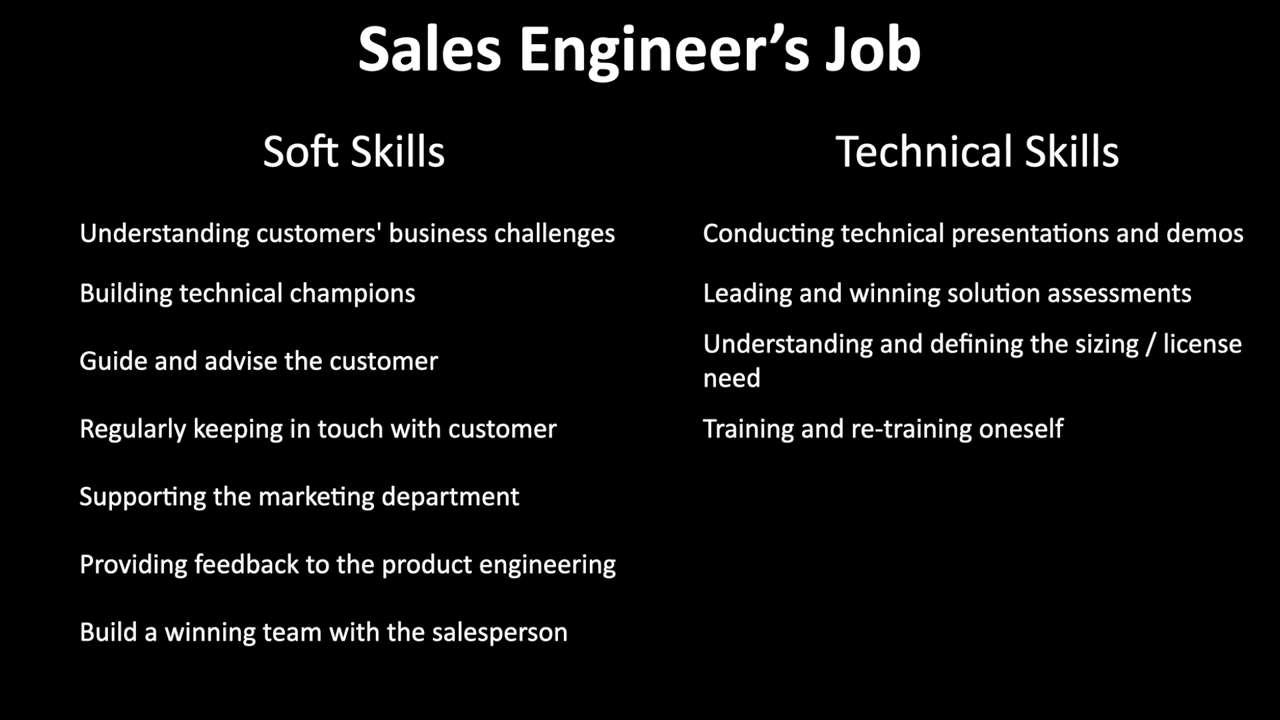 Sales Engineer’s Job
Soft Skills
Understanding customers' business challenges
Building technical champions
Guide and advise the customer
Regularly keeping in touch with customer
Supporting the marketing department
Providing feedback to the product engineering
Build a winning team with the salesperson
Technical Skills
Conducting technical presentations and demos
Leading and winning solution assessments
Understanding and defining the sizing / license
need
Training and re-training oneself